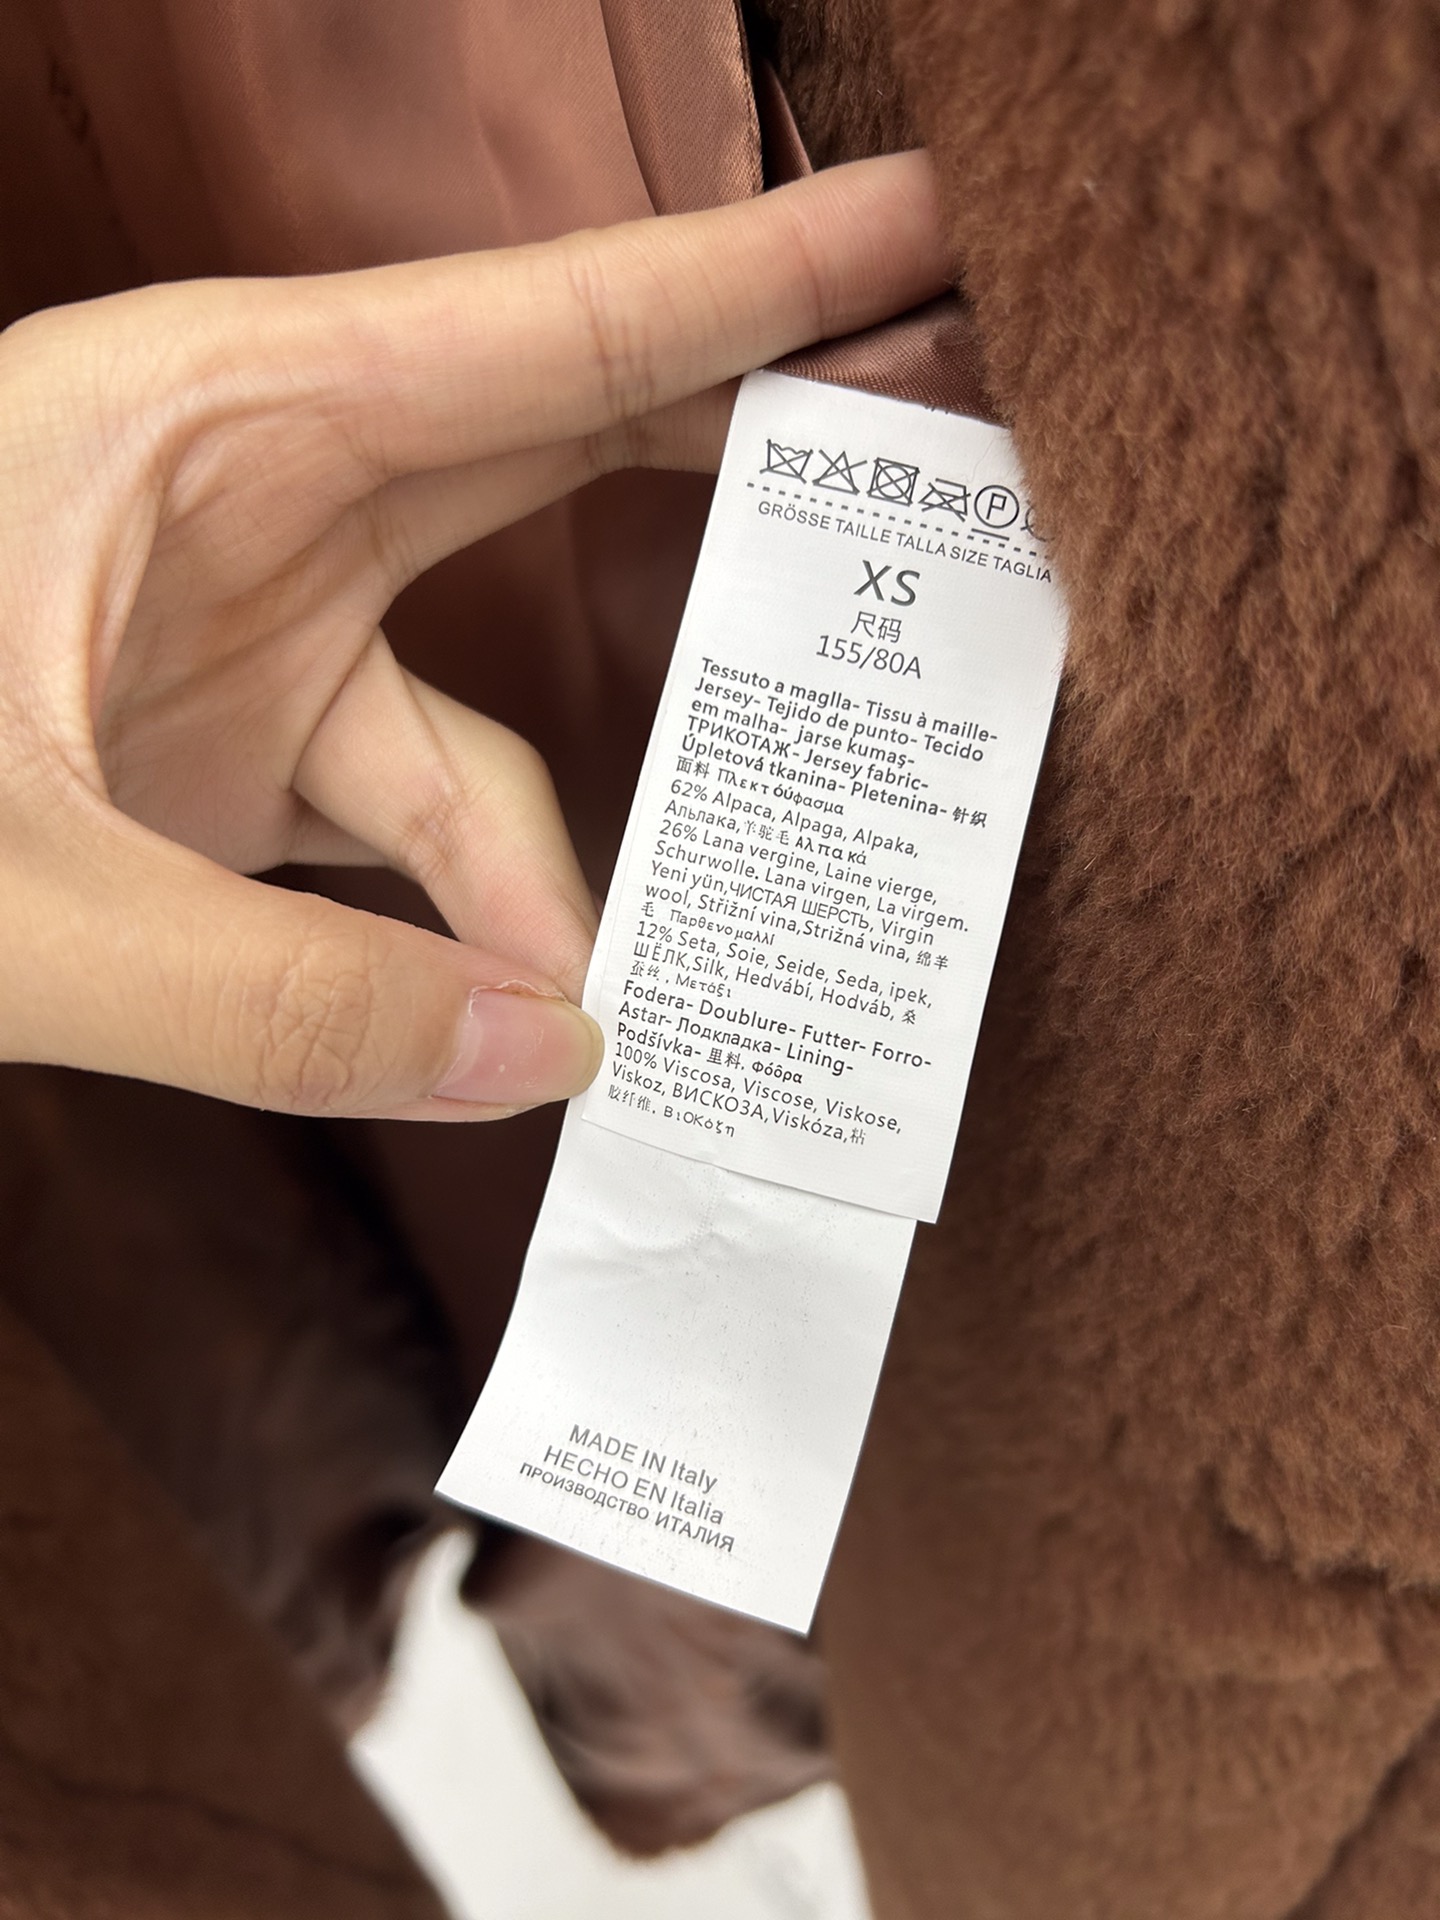 GRÖSSE TAILLE TALLA SIZE TAGLIA
XS
尺码
155/80A
Tessuto a maglla- Tissu à maille-
Jersey- Tejido de punto- Tecido
em malha- jarse kumaş-
ТРИКОТАЖ- Jersey fabric-
Úpletová tkanina- Pletenina- 针织
面料 Πλεκτ όύφασμα
62% Alpaca, Alpaga, Alpaka,
Альпака,羊驼毛 Αλπακά
26% Lana vergine, Laine vierge,
Schurwolle. Lana virgen, La virgem.
Yeni yün,ЧИСТАЯ ШЕРСТЬ, Virgin
wool, Střižní vina,Strižná vina, 绵羊
毛 Παρθενομαλλί
12% Seta, Soie, Seide, Seda, ipek,
ШЁЛК,Silk, Hedvábí, Hodváb, 桑
蚕丝 . Μετάξι
Fodera- Doublure- Futter- Forro-
Astar- Лодкладка- Lining-
Podšívka- 里料. Φόδρα
100% Viscosa, Viscose, Viskose,
Viskoz, ВИСКОЗА,Viskóza,粘
胶纤维. ΒιΟΚόζη
MADE IN Italy
HECHO EN Italia
ПРОИЗВОДСТВО ИТАЛИЯ